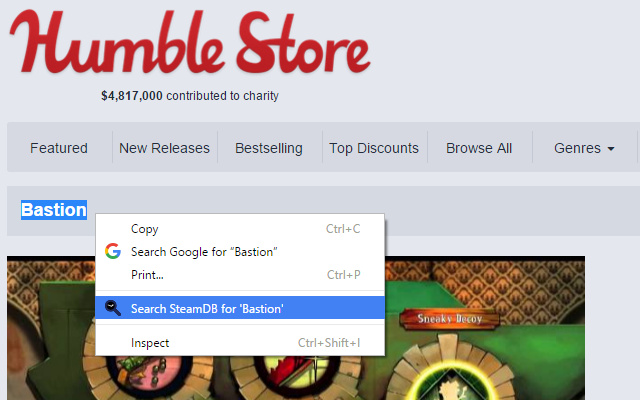 Humble Store
$4,817,000 contributed to charity
Featured New Releases Bestselling Top Discounts Browse All Genres
Bastion
Copy Ctrl+C
Search Google for “Bastion”
Print... Ctrl+P
Search SteamDB for 'Bastion'
Inspect Ctrl+Shift+I
Sneaky Decoy